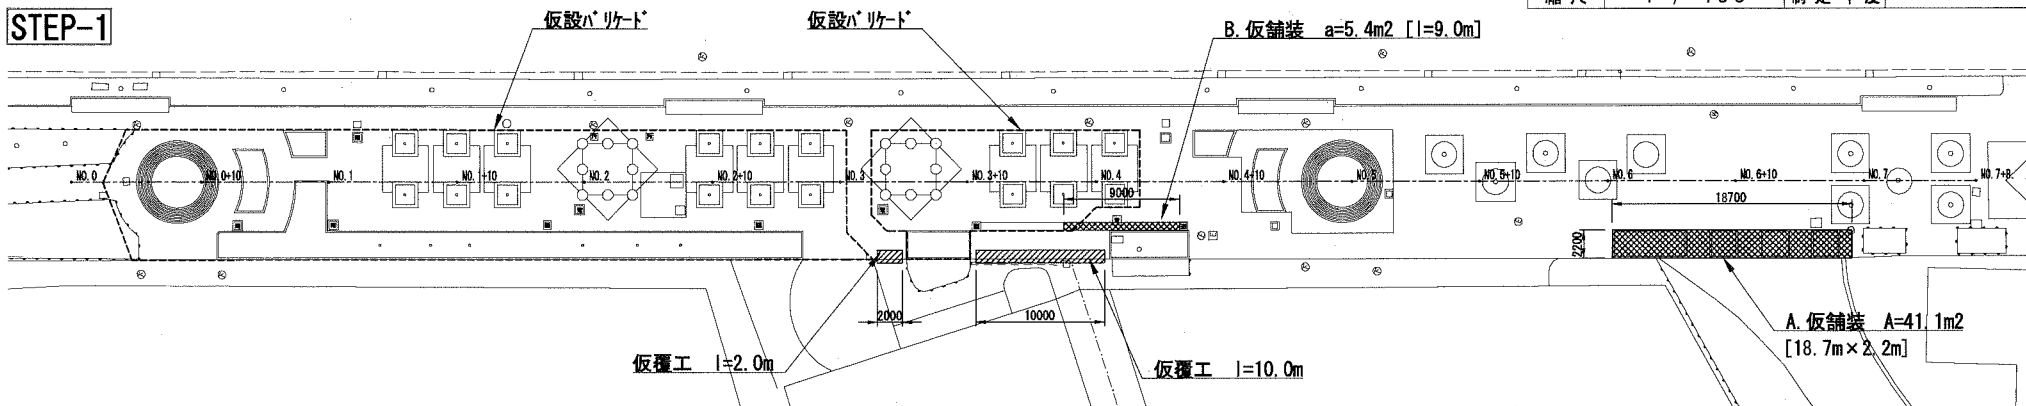 STEP-1
仮設ﾊﾞﾘｹｰﾄﾞ
仮設ﾊﾞﾘｹｰﾄﾞ
B.仮舗装 a=5.4m2 [l=9.0m]
NO.0
NO.0+10
NO.1
NO.1+10
NO.2
NO.2+10
NO.3
NO.3+10
NO.4
NO.4+10
NO.5
NO.5+10
NO.6
NO.6+10
NO.7
NO.7+8
9000
18700
2200
2000
10000
A.仮舗装 A=41.1m2
[18.7m×2.2m]
仮覆工 l=2.0m
仮覆工 l=10.0m